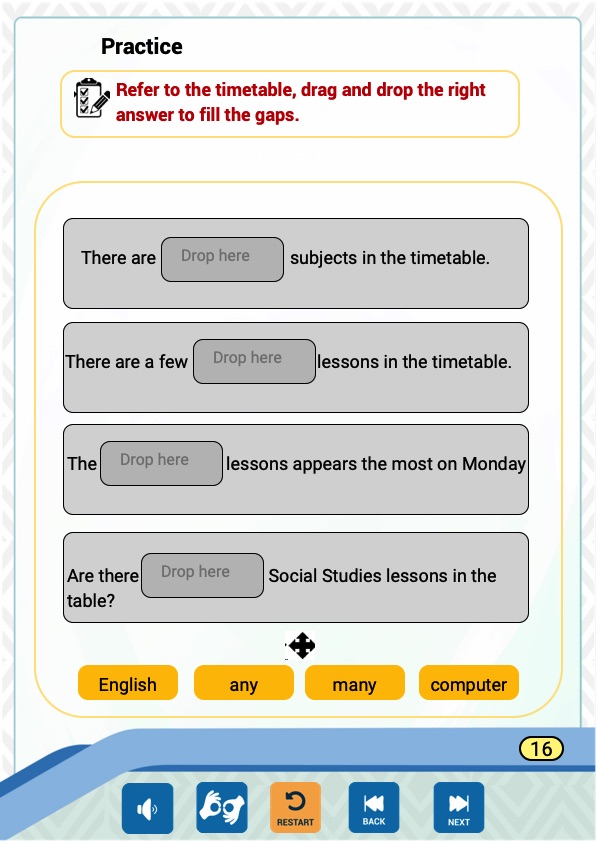 Practice
Refer to the timetable, drag and drop the right
answer to fill the gaps.
There are Drop here subjects in the timetable.
There are a few Drop here lessons in the timetable.
The Drop here lessons appears the most on Monday
Are there Drop here Social Studies lessons in the
table?
English any many computer
16
RESTART BACK NEXT